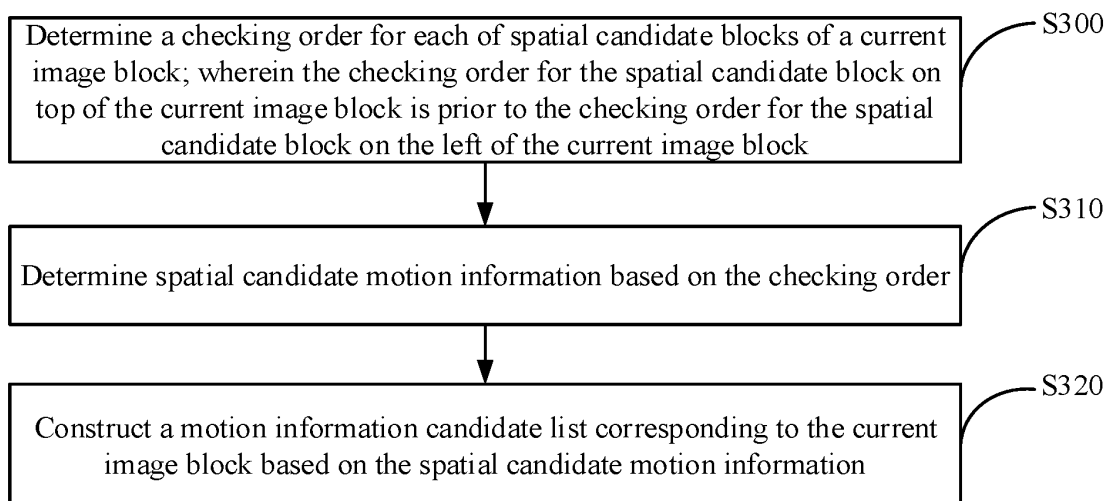 Determine a checking order for each of spatial candidate blocks of a current
image block; wherein the checking order for the spatial candidate block on
top of the current image block is prior to the checking order for the spatial
candidate block on the left of the current image block
S300
Determine spatial candidate motion information based on the checking order
S310
Construct a motion information candidate list corresponding to the current
image block based on the spatial candidate motion information
S320